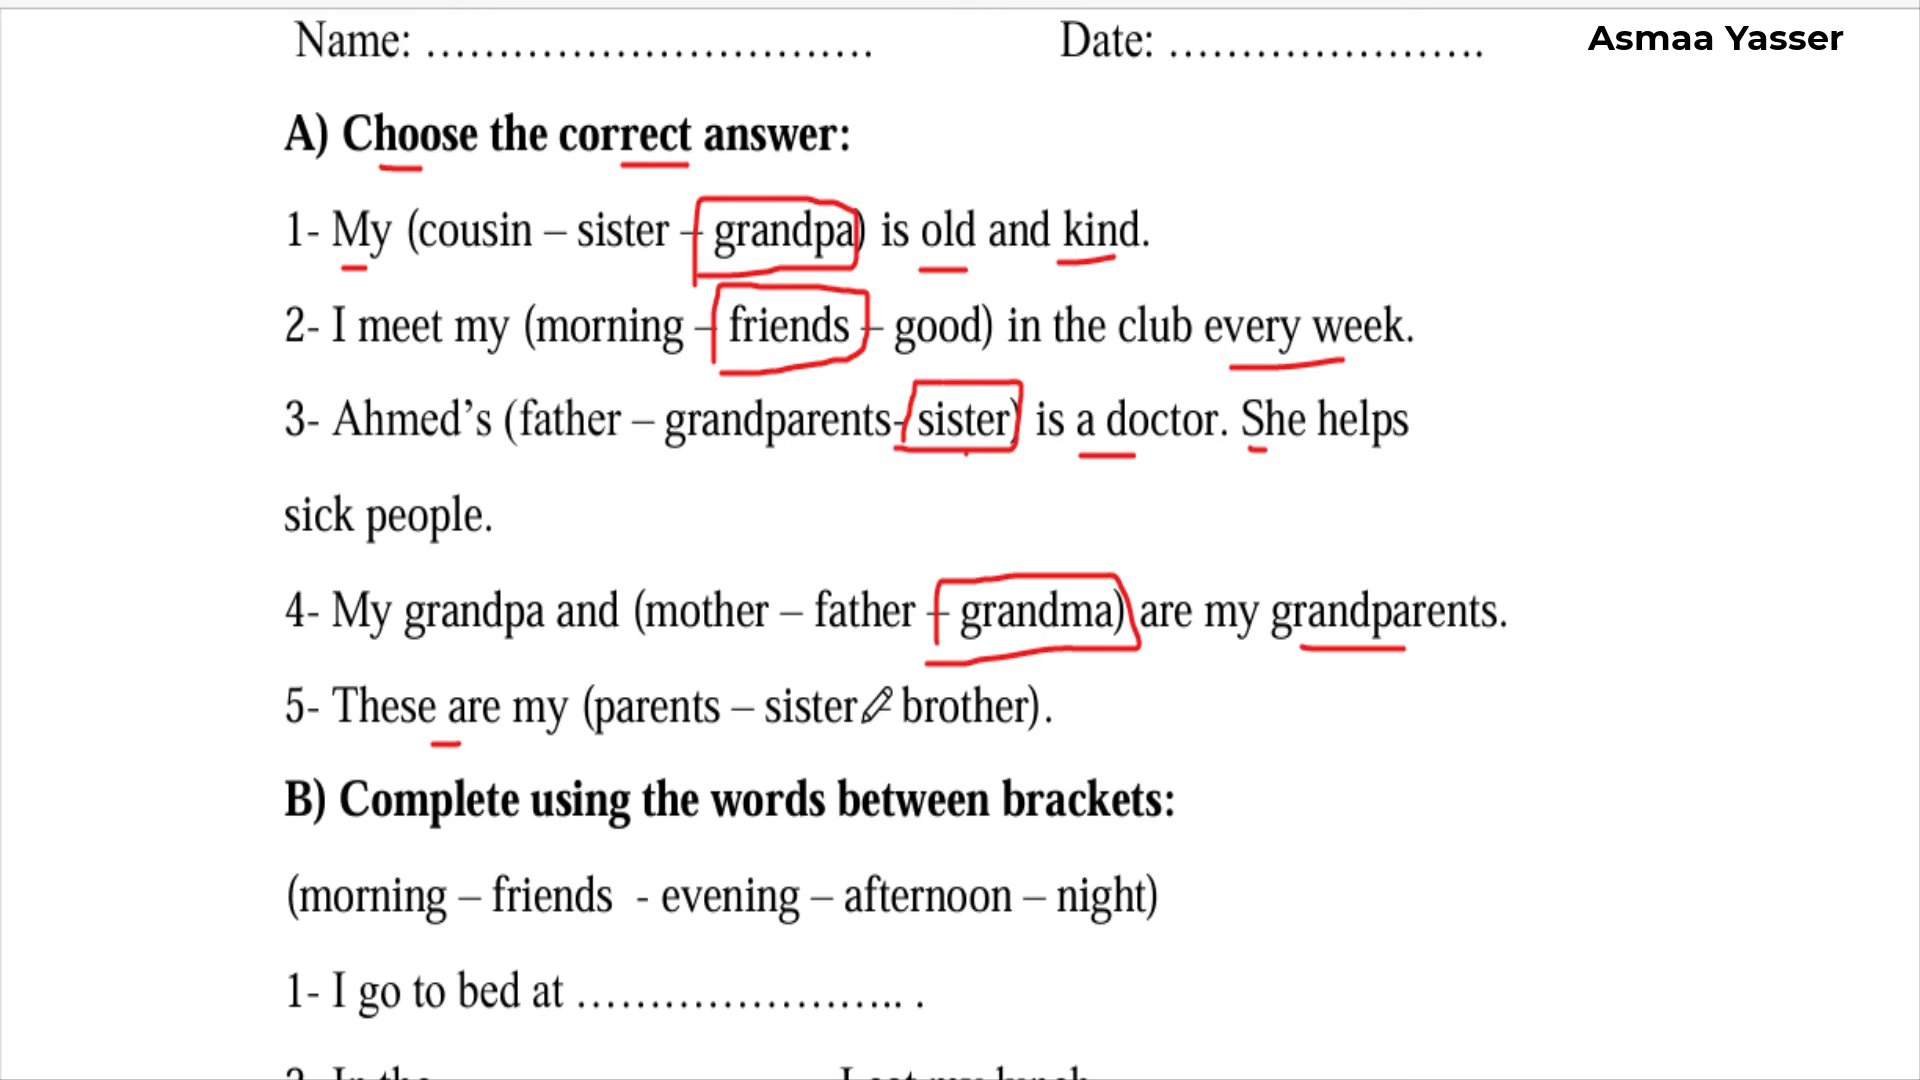 Name: ……………………………. Date: ………………….. Asmaa Yasser
A) Choose the correct answer:
1- My (cousin – sister – grandpa) is old and kind.
2- I meet my (morning – friends – good) in the club every week.
3- Ahmed’s (father – grandparents- sister) is a doctor. She helps
sick people.
4- My grandpa and (mother – father – grandma) are my grandparents.
5- These are my (parents – sister brother).
B) Complete using the words between brackets:
(morning – friends - evening – afternoon – night)
1- I go to bed at ………………….. .